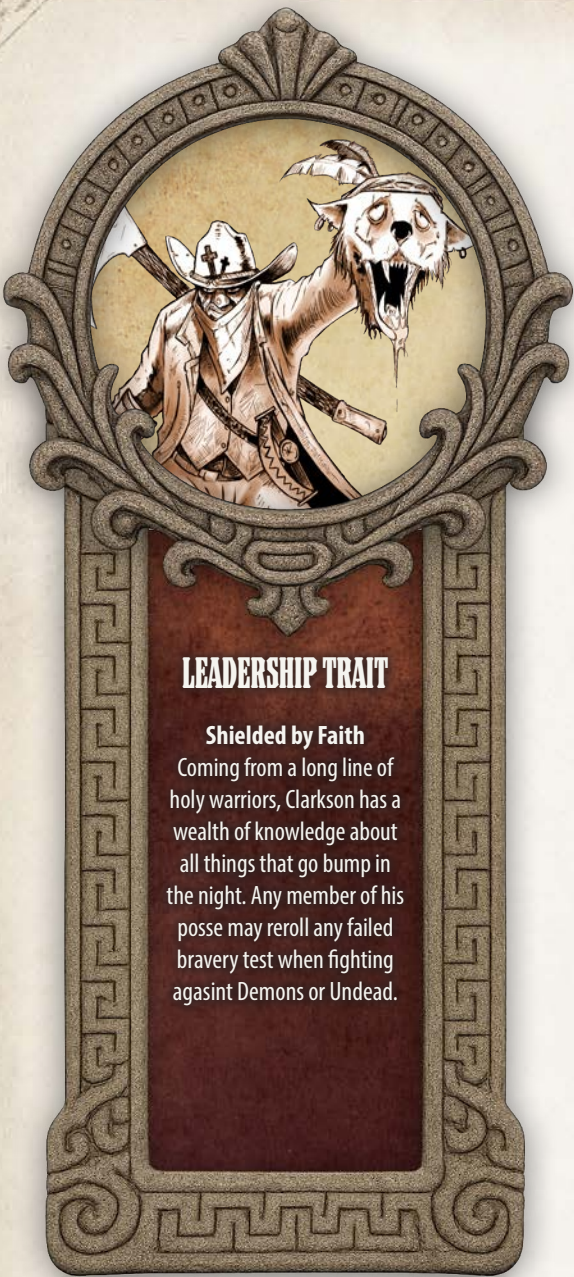 LEADERSHIP TRAIT
Shielded by Faith
Coming from a long line of
holy warriors, Clarkson has a
wealth of knowledge about
all things that go bump in
the night. Any member of his
posse may reroll any failed
bravery test when fighting
agasint Demons or Undead.